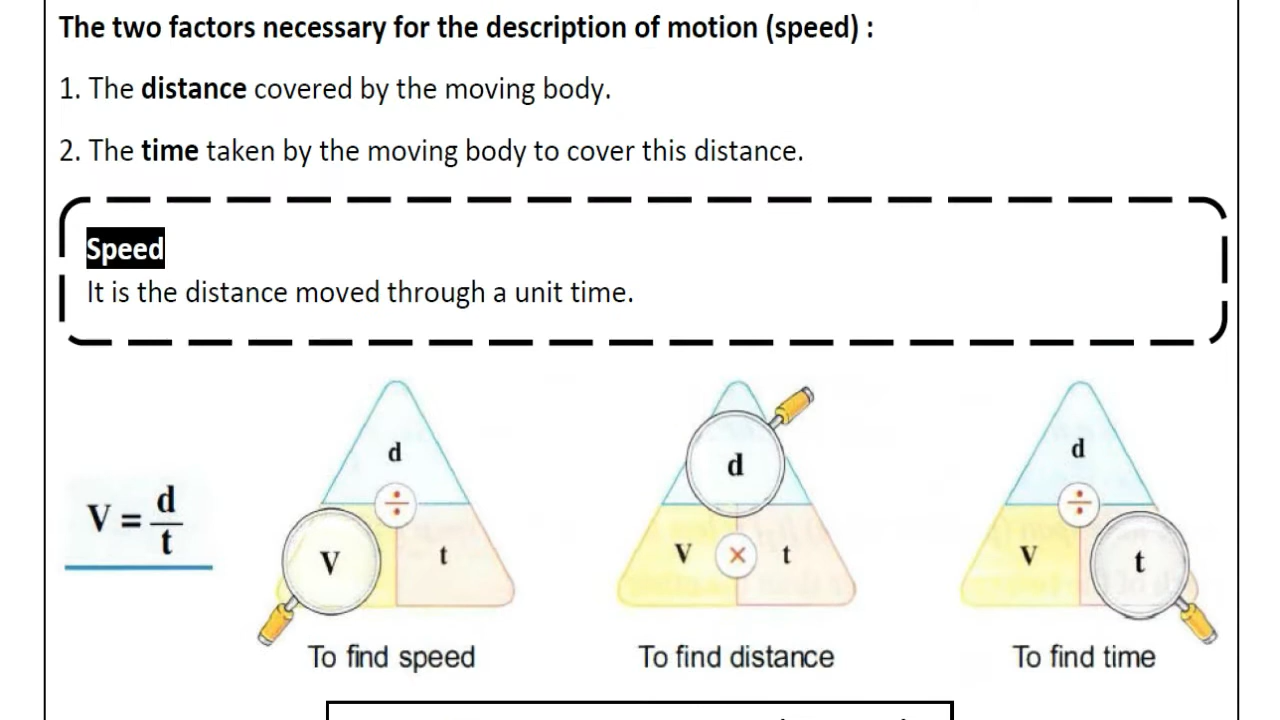 The two factors necessary for the description of motion (speed) :
1. The distance covered by the moving body.
2. The time taken by the moving body to cover this distance.
Speed
It is the distance moved through a unit time.
V = d/t
d
÷
V
t
To find speed
d
V
×
t
To find distance
d
÷
V
t
To find time